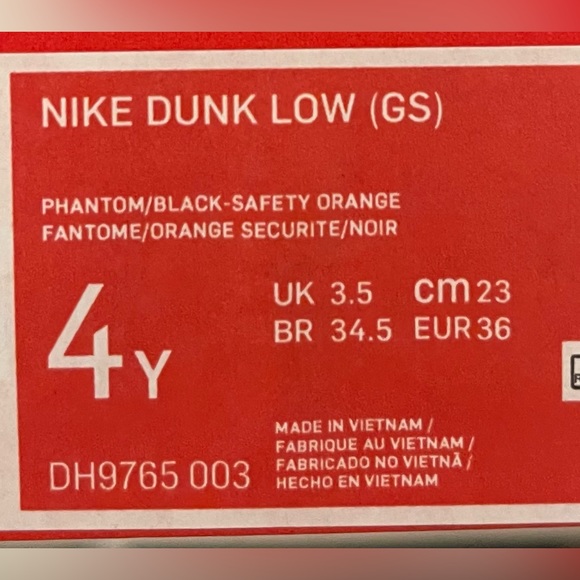 NIKE DUNK LOW (GS)
PHANTOM/BLACK-SAFETY ORANGE
FANTOME/ORANGE SECURITE/NOIR
4Y
UK 3.5 cm 23
BR 34.5 EUR 36
MADE IN VIETNAM /
FABRIQUE AU VIETNAM /
FABRICADO NO VIETNÃ /
HECHO EN VIETNAM
DH9765 003